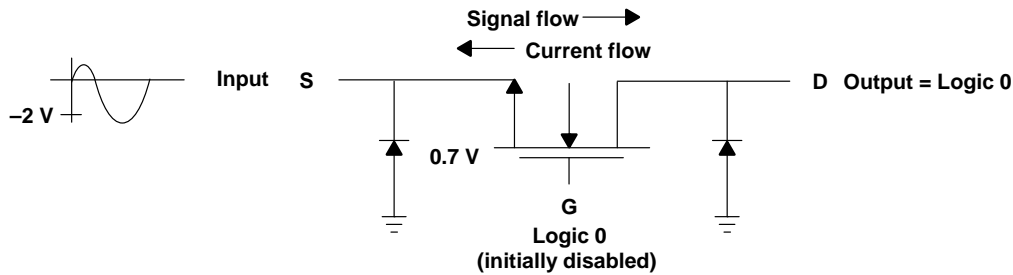 Signal flow
Current flow
Input S
D Output = Logic 0
–2 V
0.7 V
G
Logic 0
(initially disabled)